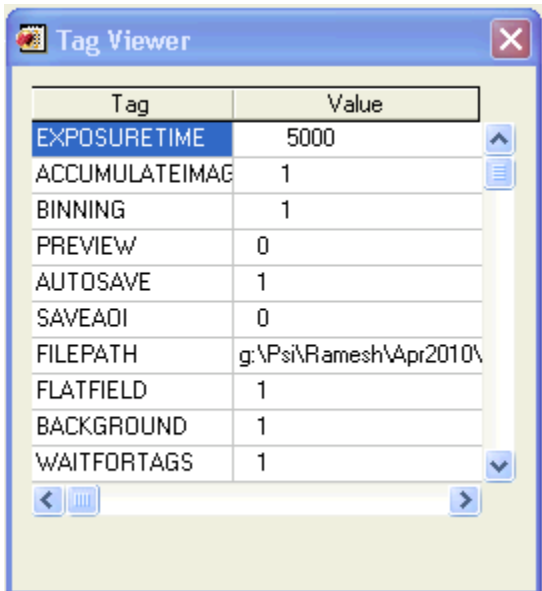 Tag Viewer
Tag Value
EXPOSURETIME 5000
ACCUMULATEIMAG 1
BINNING 1
PREVIEW 0
AUTOSAVE 1
SAVEAOI 0
FILEPATH g:\Psi\Ramesh\Apr2010\
FLATFIELD 1
BACKGROUND 1
WAITFORTAGS 1